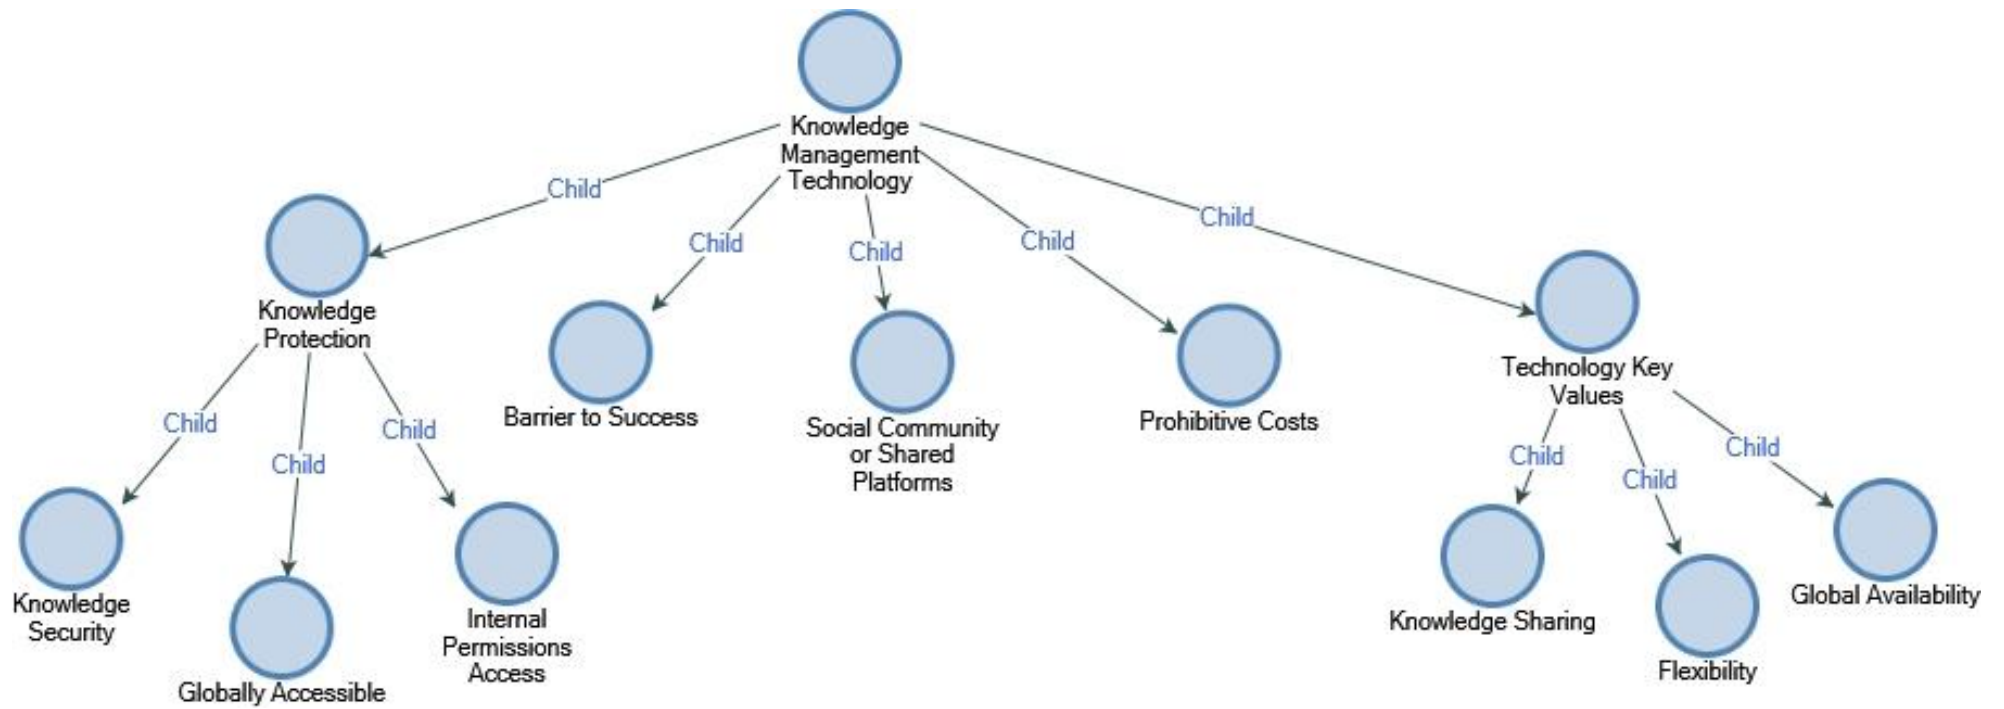 Knowledge
Management
Technology
Child
Child
Child
Child
Child
Knowledge
Protection
Barrier to Success
Social Community
or Shared
Platforms
Prohibitive Costs
Technology Key
Values
Child
Child
Child
Child
Child
Child
Knowledge
Security
Globally Accessible
Internal
Permissions
Access
Knowledge Sharing
Flexibility
Global Availability